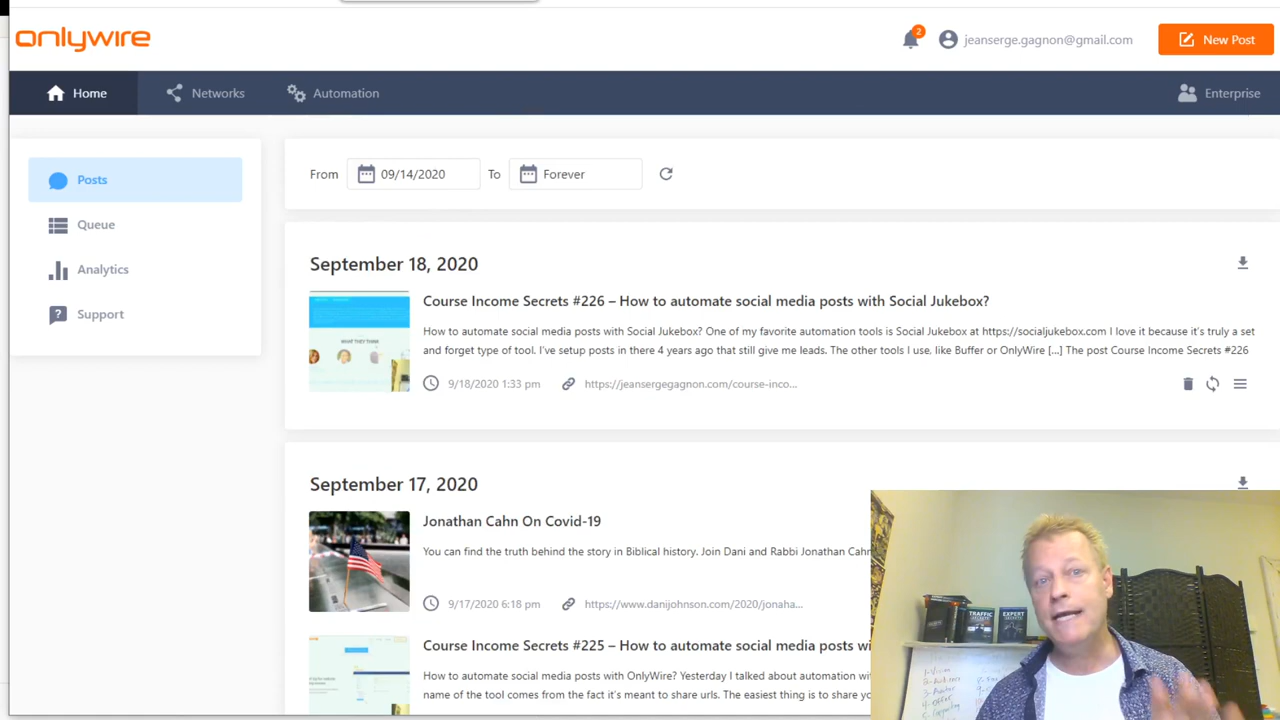 onlywire
2
jeanserge.gagnon@gmail.com
New Post
Home
Networks
Automation
Enterprise
Posts
Queue
Analytics
Support
From
09/14/2020
To
Forever
September 18, 2020
Course Income Secrets #226 – How to automate social media posts with Social Jukebox?
How to automate social media posts with Social Jukebox? One of my favorite automation tools is Social Jukebox at https://socialjukebox.com I love it because it's truly a set
and forget type of tool. I've setup posts in there 4 years ago that still give me leads. The other tools I use, like Buffer or OnlyWire [...] The post Course Income Secrets #226
9/18/2020 1:33 pm
https://jeansergegagnon.com/course-inco...
September 17, 2020
Jonathan Cahn On Covid-19
You can find the truth behind the story in Biblical history. Join Dani and Rabbi Jonathan Cahn
9/17/2020 6:18 pm
https://www.danijohnson.com/2020/jonaha...
Course Income Secrets #225 – How to automate social media posts wi
How to automate social media posts with OnlyWire? Yesterday I talked about automation w
name of the tool comes from the fact it's meant to share urls. The easiest thing is to share yo
TRAFFIC
SECRETS
EXPERT
SECRETS